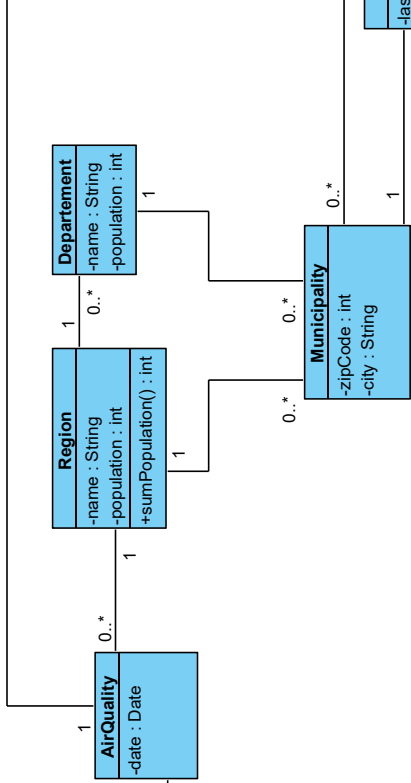 Departement
-name : String
-population : int
1
0..*
1
0..*
Region
-name : String
-population : int
+sumPopulation() : int
1
1
0..*
AirQuality
-date : Date
1
Municipality
-zipCode : int
-city : String
0..*
0..*
1
-las